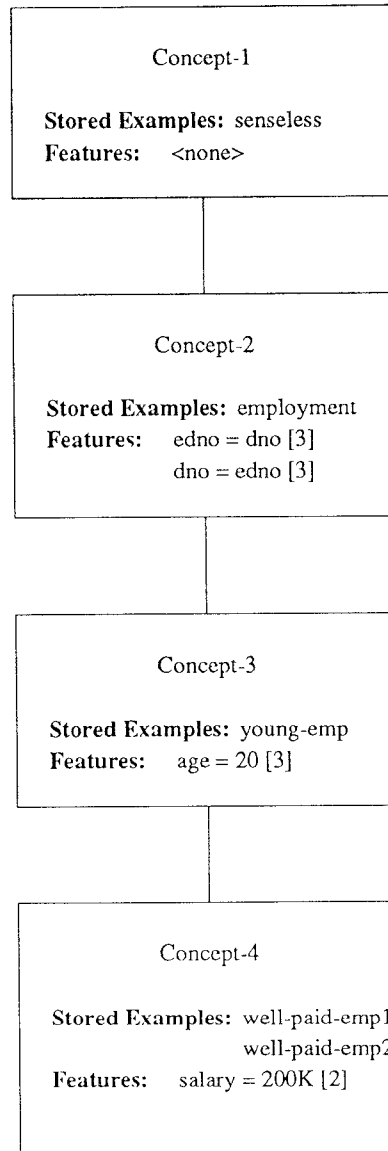 Concept-1
Stored Examples: senseless
Features: <none>
Concept-2
Stored Examples: employment
Features: edno = dno [3]
dno = edno [3]
Concept-3
Stored Examples: young-emp
Features: age = 20 [3]
Concept-4
Stored Examples: well-paid-emp1
well-paid-emp2
Features: salary = 200K [2]